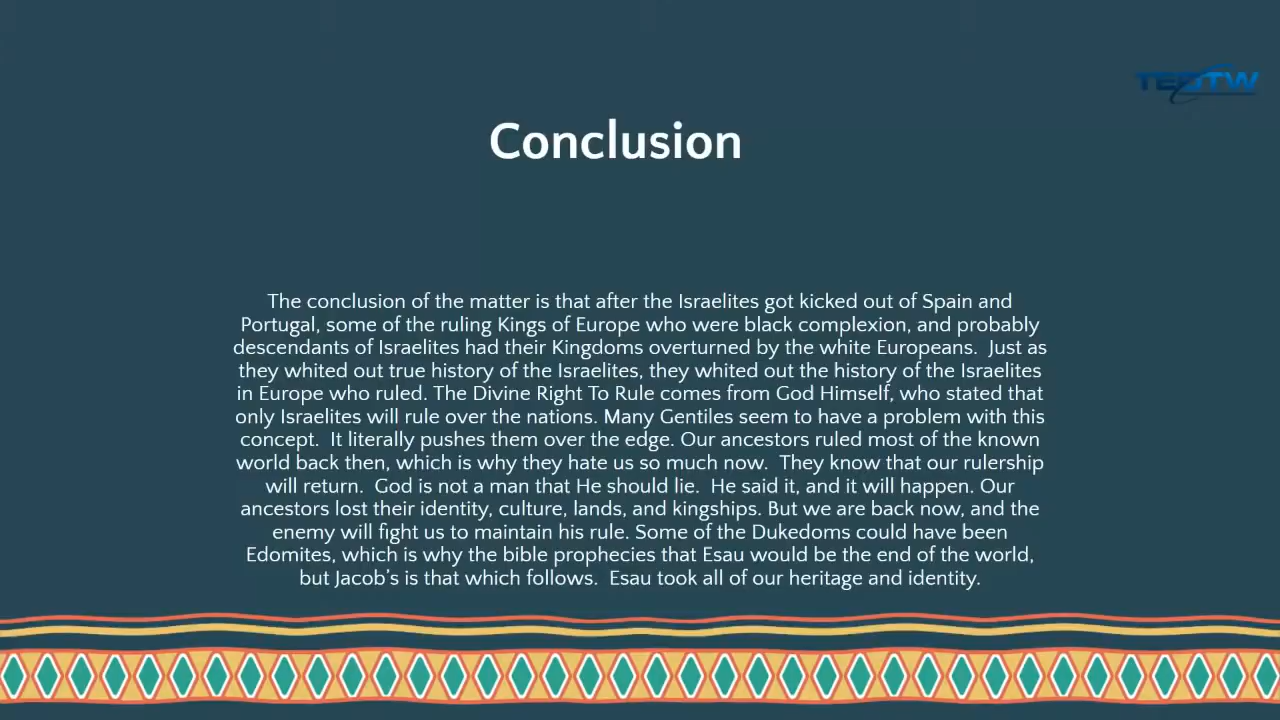 TEOTW
Conclusion
The conclusion of the matter is that after the Israelites got kicked out of Spain and
Portugal, some of the ruling Kings of Europe who were black complexion, and probably
descendants of Israelites had their Kingdoms overturned by the white Europeans.  Just as
they whited out true history of the Israelites, they whited out the history of the Israelites
in Europe who ruled. The Divine Right To Rule comes from God Himself, who stated that
only Israelites will rule over the nations. Many Gentiles seem to have a problem with this
concept.  It literally pushes them over the edge. Our ancestors ruled most of the known
world back then, which is why they hate us so much now.  They know that our rulership
will return.  God is not a man that He should lie.  He said it, and it will happen. Our
ancestors lost their identity, culture, lands, and kingships. But we are back now, and the
enemy will fight us to maintain his rule. Some of the Dukedoms could have been
Edomites, which is why the bible prophecies that Esau would be the end of the world,
but Jacob's is that which follows.  Esau took all of our heritage and identity.